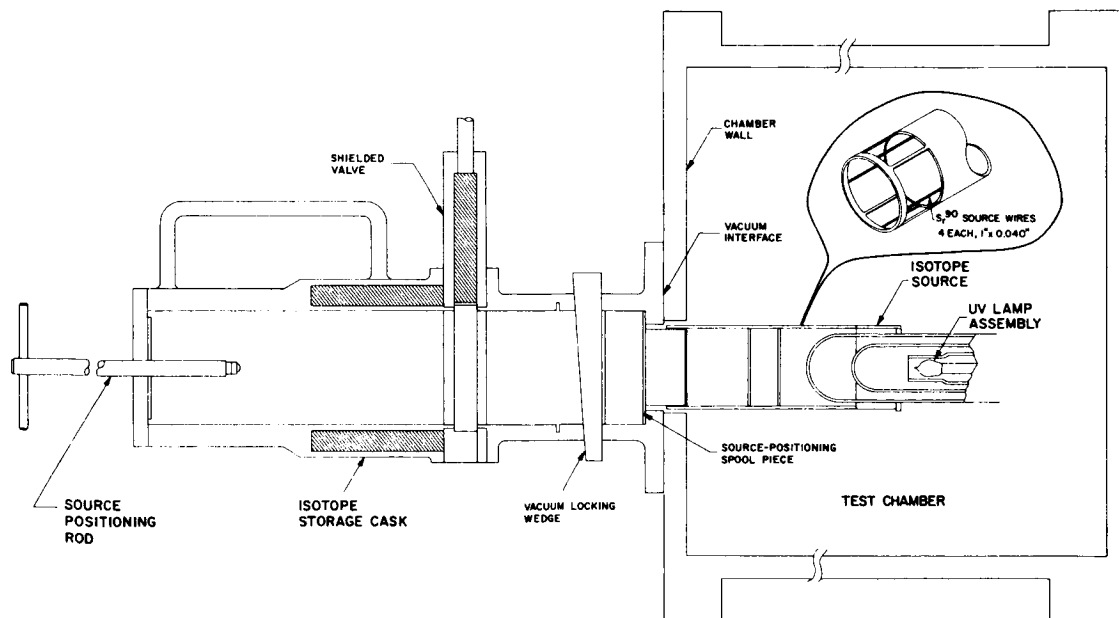 SHIELDED
VALVE
CHAMBER
WALL
VACUUM
INTERFACE
Sr90 SOURCE WIRES
4 EACH, 1" x 0.040"
ISOTOPE
SOURCE
UV LAMP
ASSEMBLY
SOURCE
POSITIONING
ROD
ISOTOPE
STORAGE CASK
VACUUM LOCKING
WEDGE
SOURCE-POSITIONING
SPOOL PIECE
TEST CHAMBER